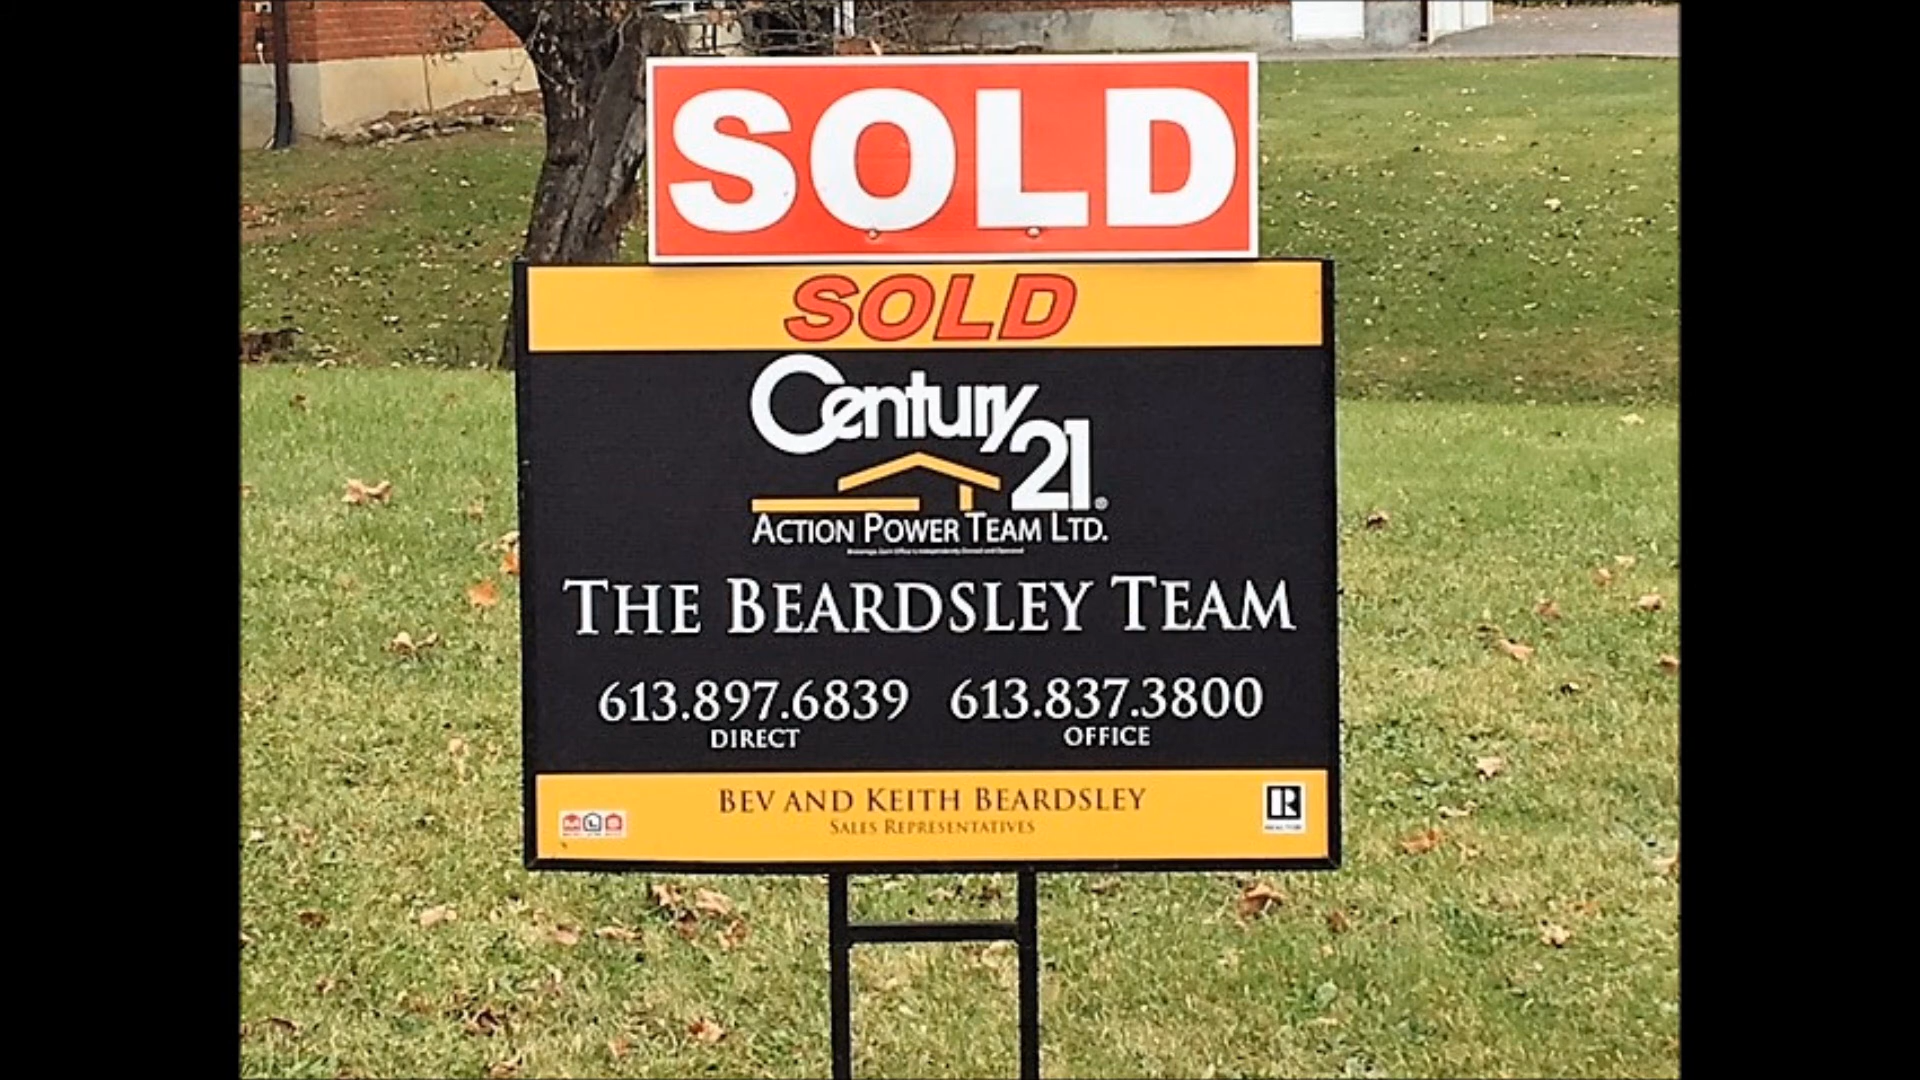 SOLD
SOLD
Century 21®
ACTION POWER TEAM LTD.
THE BEARDSLEY TEAM
613.897.6839 613.837.3800
DIRECT OFFICE
BEV AND KEITH BEARDSLEY
SALES REPRESENTATIVES
R
REALTOR